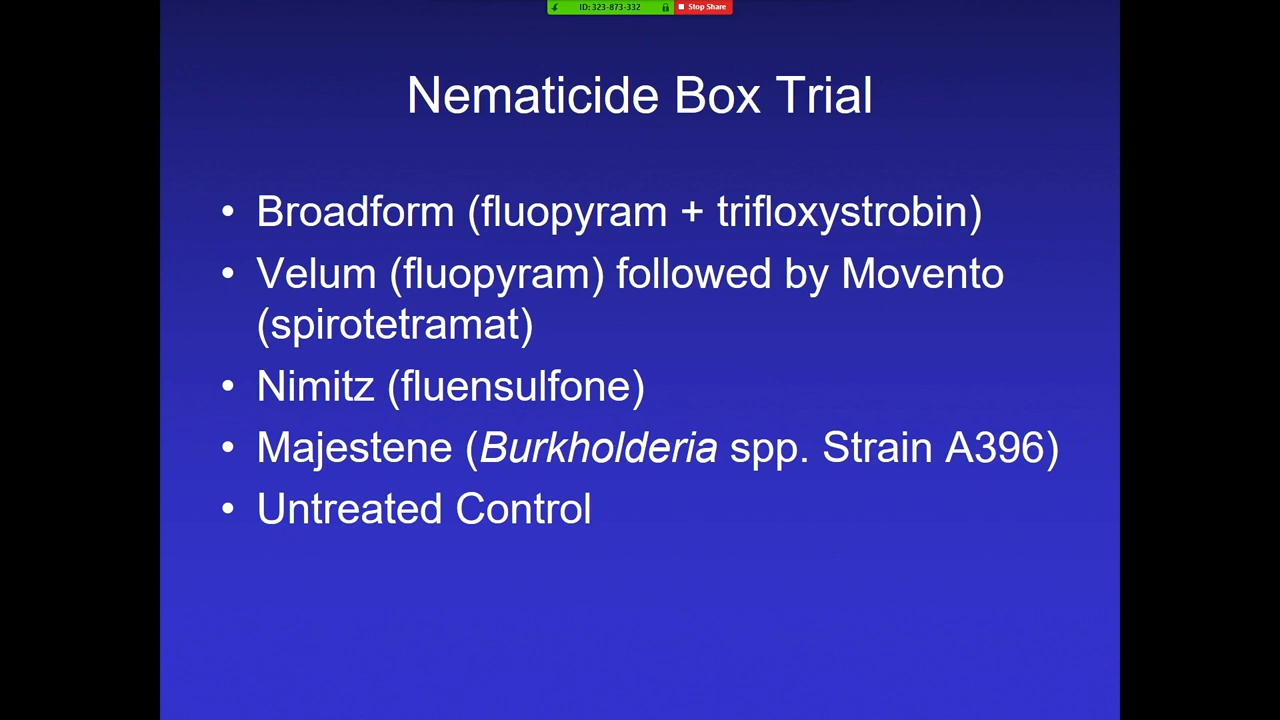 ID: 323-873-332
Stop Share
Nematicide Box Trial
• Broadform (fluopyram + trifloxystrobin)
• Velum (fluopyram) followed by Movento
(spirotetramat)
• Nimitz (fluensulfone)
• Majestene (Burkholderia spp. Strain A396)
• Untreated Control